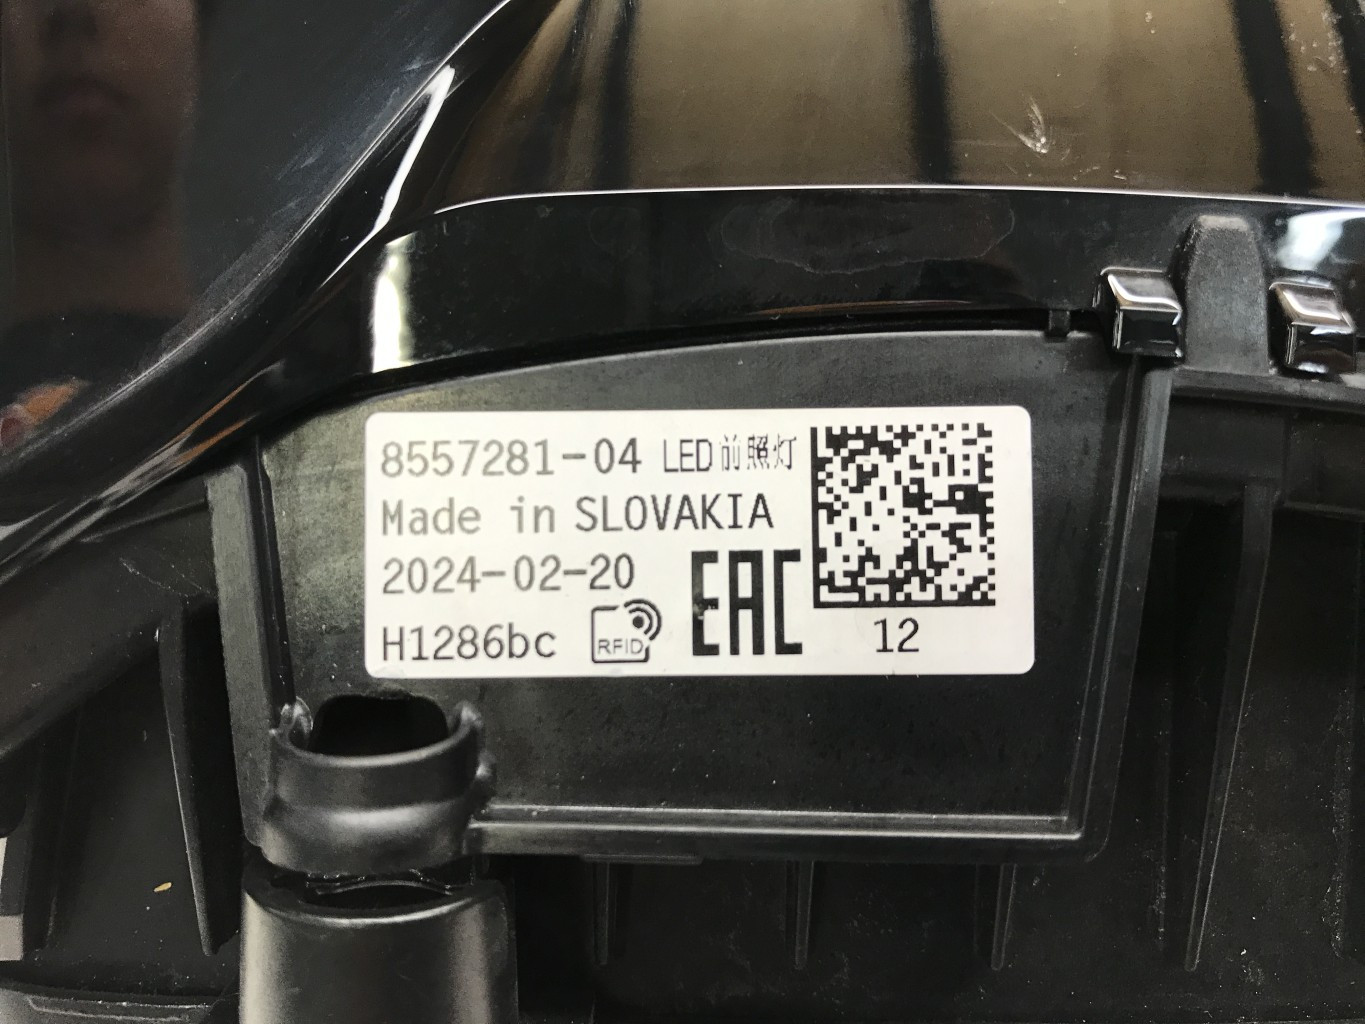 8557281-04 LED前照灯
Made in SLOVAKIA
2024-02-20
EAC
H1286bc
RFID
12